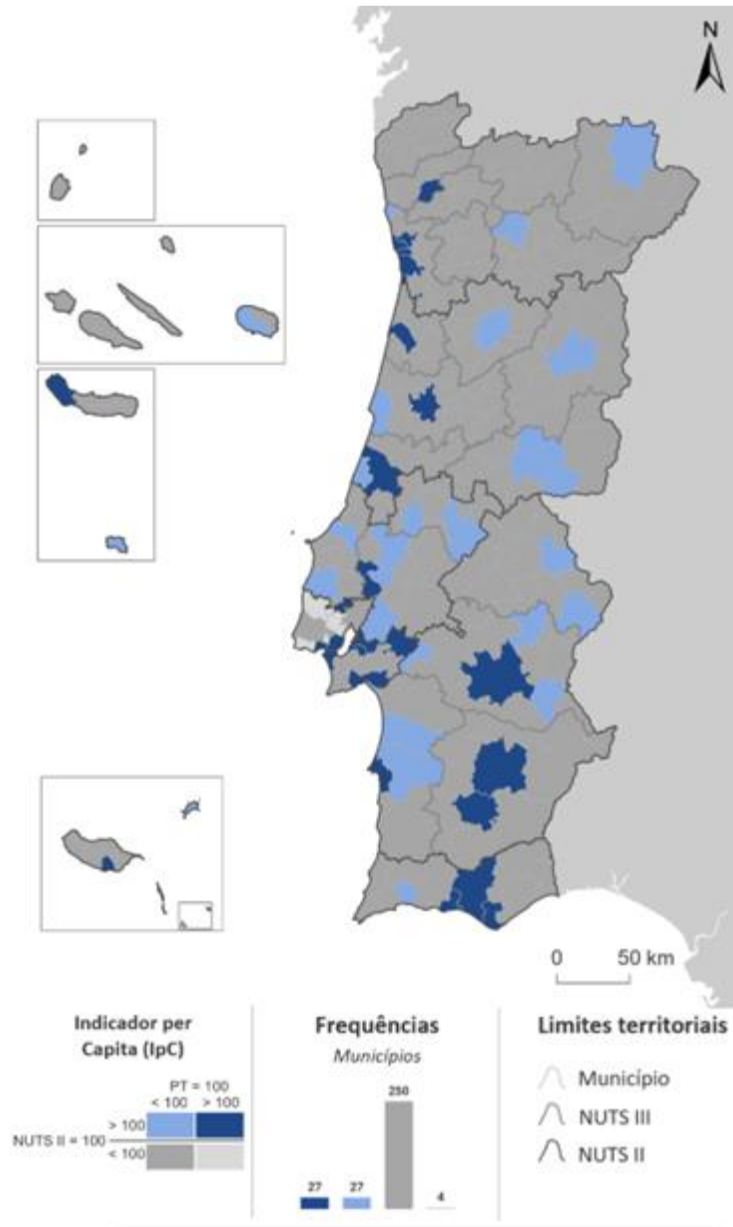 N
0 50 km
Indicador per
Capita (IpC)
PT = 100
< 100 > 100
> 100
NUTS II = 100
< 100
Frequências
Municípios
250
27 27
4
Limites territoriais
Município
NUTS III
NUTS II